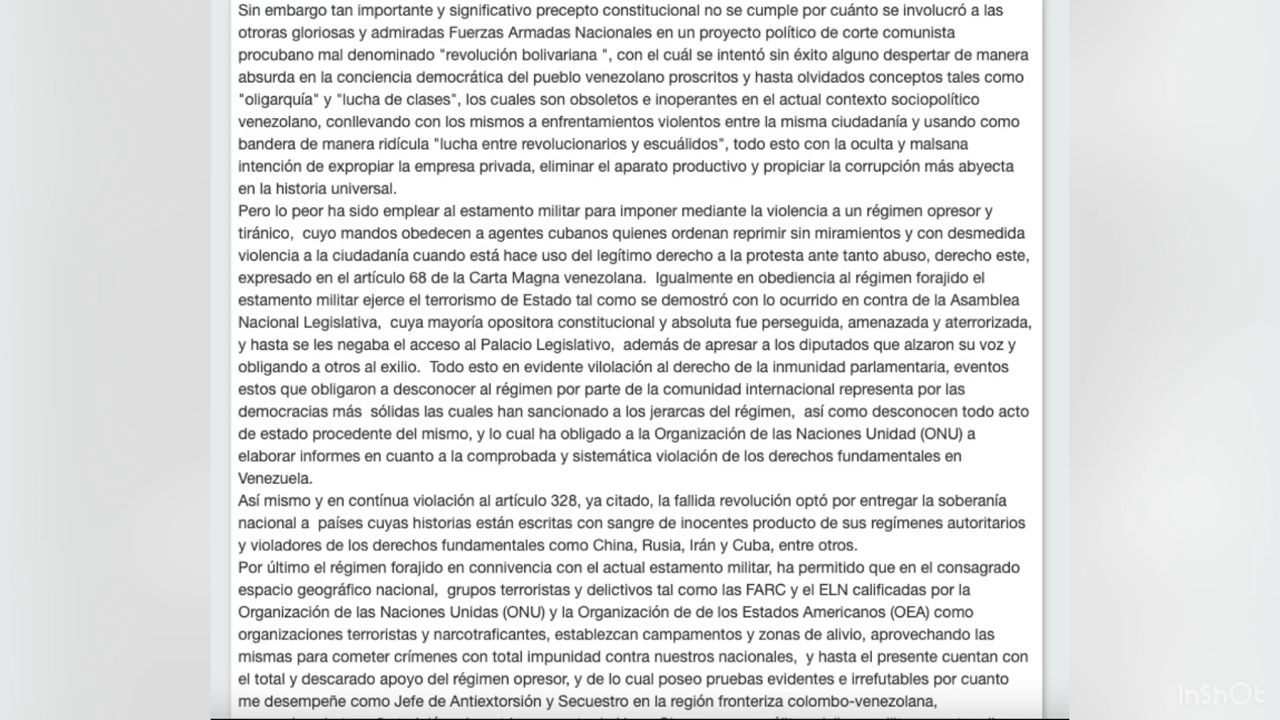 Sin embargo tan importante y significativo precepto constitucional no se cumple por cuánto se involucró a las
otroras gloriosas y admiradas Fuerzas Armadas Nacionales en un proyecto político de corte comunista
procubano mal denominado "revolución bolivariana ", con el cuál se intentó sin éxito alguno despertar de manera
absurda en la conciencia democrática del pueblo venezolano proscritos y hasta olvidados conceptos tales como
"oligarquía" y "lucha de clases", los cuales son obsoletos e inoperantes en el actual contexto sociopolítico
venezolano, conllevando con los mismos a enfrentamientos violentos entre la misma ciudadanía y usando como
bandera de manera ridícula "lucha entre revolucionarios y escuálidos", todo esto con la oculta y malsana
intención de expropiar la empresa privada, eliminar el aparato productivo y propiciar la corrupción más abyecta
en la historia universal.
Pero lo peor ha sido emplear al estamento militar para imponer mediante la violencia a un régimen opresor y
tiránico,  cuyo mandos obedecen a agentes cubanos quienes ordenan reprimir sin miramientos y con desmedida
violencia a la ciudadanía cuando está hace uso del legítimo derecho a la protesta ante tanto abuso, derecho este,
expresado en el artículo 68 de la Carta Magna venezolana.  Igualmente en obediencia al régimen forajido el
estamento militar ejerce el terrorismo de Estado tal como se demostró con lo ocurrido en contra de la Asamblea
Nacional Legislativa,  cuya mayoría opositora constitucional y absoluta fue perseguida, amenazada y aterrorizada,
y hasta se les negaba el acceso al Palacio Legislativo,  además de apresar a los diputados que alzaron su voz y
obligando a otros al exilio.  Todo esto en evidente vilolación al derecho de la inmunidad parlamentaria, eventos
estos que obligaron a desconocer al régimen por parte de la comunidad internacional representa por las
democracias más  sólidas las cuales han sancionado a los jerarcas del régimen,  así como desconocen todo acto
de estado procedente del mismo, y lo cual ha obligado a la Organización de las Naciones Unidad (ONU) a
elaborar informes en cuanto a la comprobada y sistemática violación de los derechos fundamentales en
Venezuela.
Así mismo y en contínua violación al artículo 328, ya citado, la fallida revolución optó por entregar la soberanía
nacional a  países cuyas historias están escritas con sangre de inocentes producto de sus regímenes autoritarios
y violadores de los derechos fundamentales como China, Rusia, Irán y Cuba, entre otros.
Por último el régimen forajido en connivencia con el actual estamento militar, ha permitido que en el consagrado
espacio geográfico nacional,  grupos terroristas y delictivos tal como las FARC y el ELN calificadas por la
Organización de las Naciones Unidas (ONU) y la Organización de de los Estados Americanos (OEA) como
organizaciones terroristas y narcotraficantes, establezcan campamentos y zonas de alivio, aprovechando las
mismas para cometer crímenes con total impunidad contra nuestros nacionales,  y hasta el presente cuentan con
el total y descarado apoyo del régimen opresor, y de lo cual poseo pruebas evidentes e irrefutables por cuanto
me desempeñe como Jefe de Antiextorsión y Secuestro en la región fronteriza colombo-venezolana,
InShOt